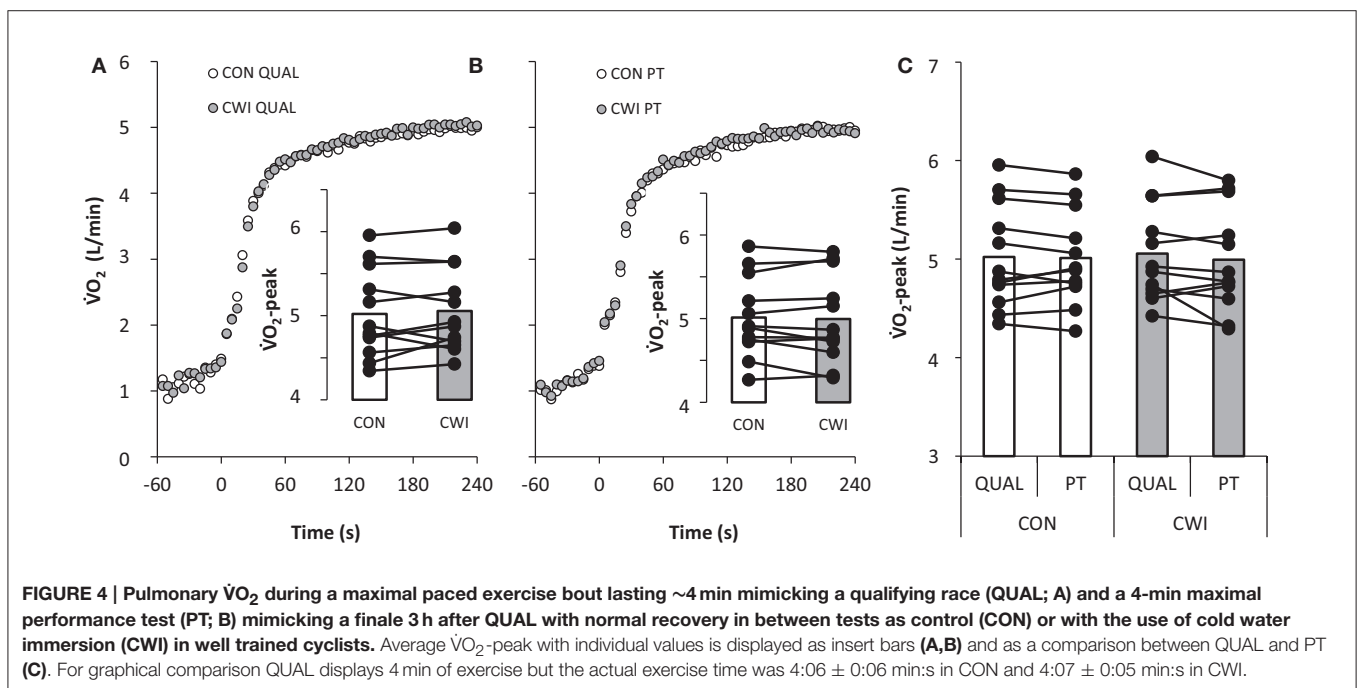 A
CON QUAL
CWI QUAL
V̇O₂ (L/min)
6
5
4
3
2
1
0
-60 0 60 120 180 240
Time (s)
V̇O₂-peak
6
5
4
CON CWI
B
CON PT
CWI PT
-60 0 60 120 180 240
Time (s)
V̇O₂-peak
6
5
4
CON CWI
C
V̇O₂-peak (L/min)
7
6
5
4
3
QUAL PT QUAL PT
CON CWI
FIGURE 4 | Pulmonary V̇O₂ during a maximal paced exercise bout lasting ~4 min mimicking a qualifying race (QUAL; A) and a 4-min maximal
performance test (PT; B) mimicking a finale 3 h after QUAL with normal recovery in between tests as control (CON) or with the use of cold water
immersion (CWI) in well trained cyclists. Average V̇O₂-peak with individual values is displayed as insert bars (A,B) and as a comparison between QUAL and PT
(C). For graphical comparison QUAL displays 4 min of exercise but the actual exercise time was 4:06 ± 0:06 min:s in CON and 4:07 ± 0:05 min:s in CWI.